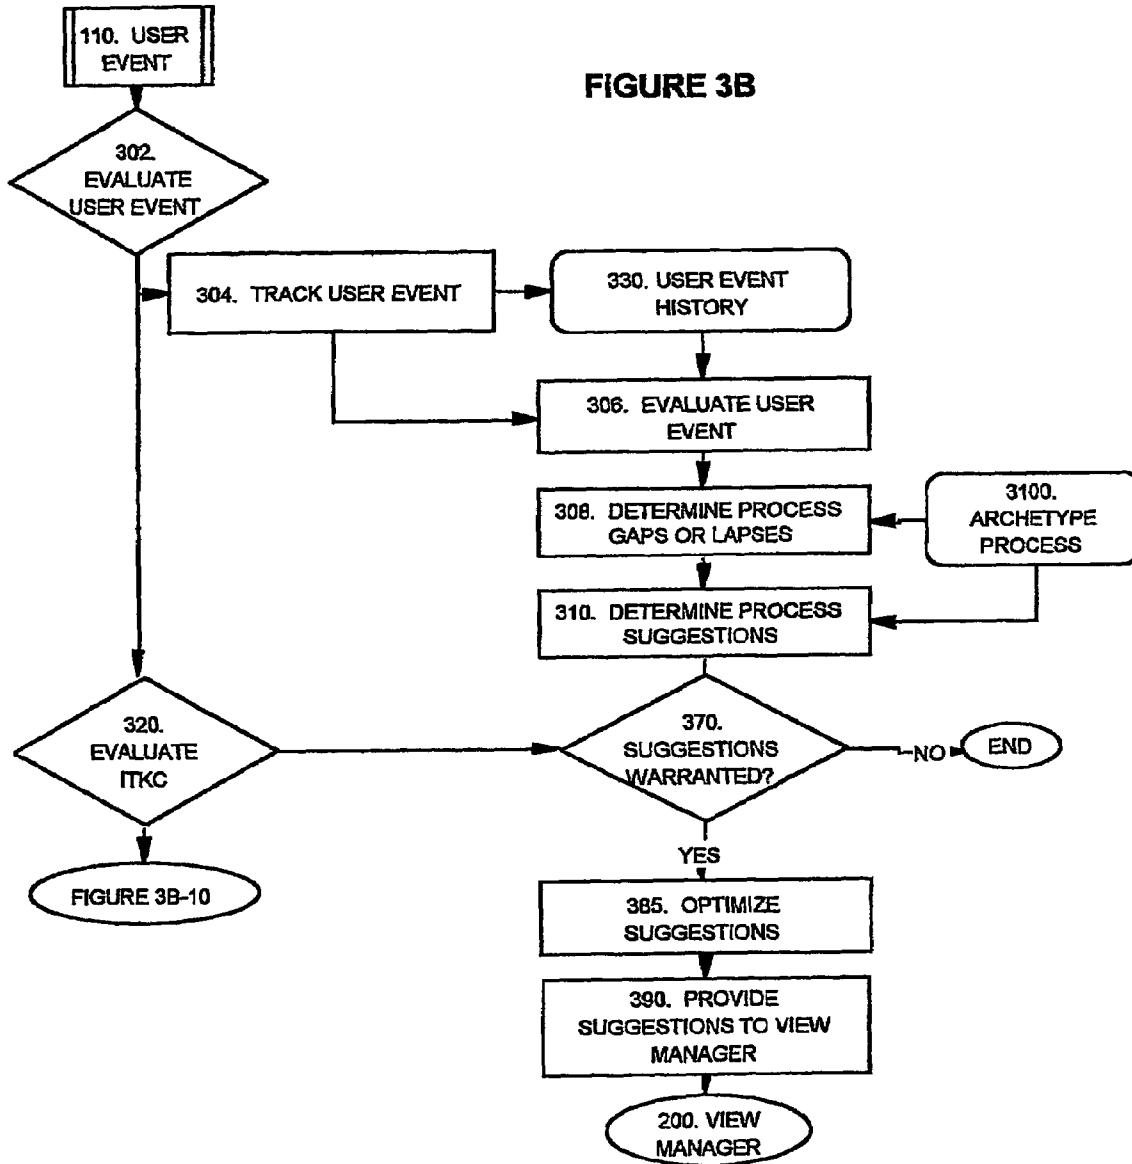 110. USER
EVENT
FIGURE 3B
302.
EVALUATE
USER EVENT
304. TRACK USER EVENT
330. USER EVENT
HISTORY
306. EVALUATE USER
EVENT
308. DETERMINE PROCESS
GAPS OR LAPSES
3100.
ARCHETYPE
PROCESS
310. DETERMINE PROCESS
SUGGESTIONS
320.
EVALUATE
ITKC
370.
SUGGESTIONS
WARRANTED?
NO
END
YES
FIGURE 3B-10
385. OPTIMIZE
SUGGESTIONS
390. PROVIDE
SUGGESTIONS TO VIEW
MANAGER
200. VIEW
MANAGER